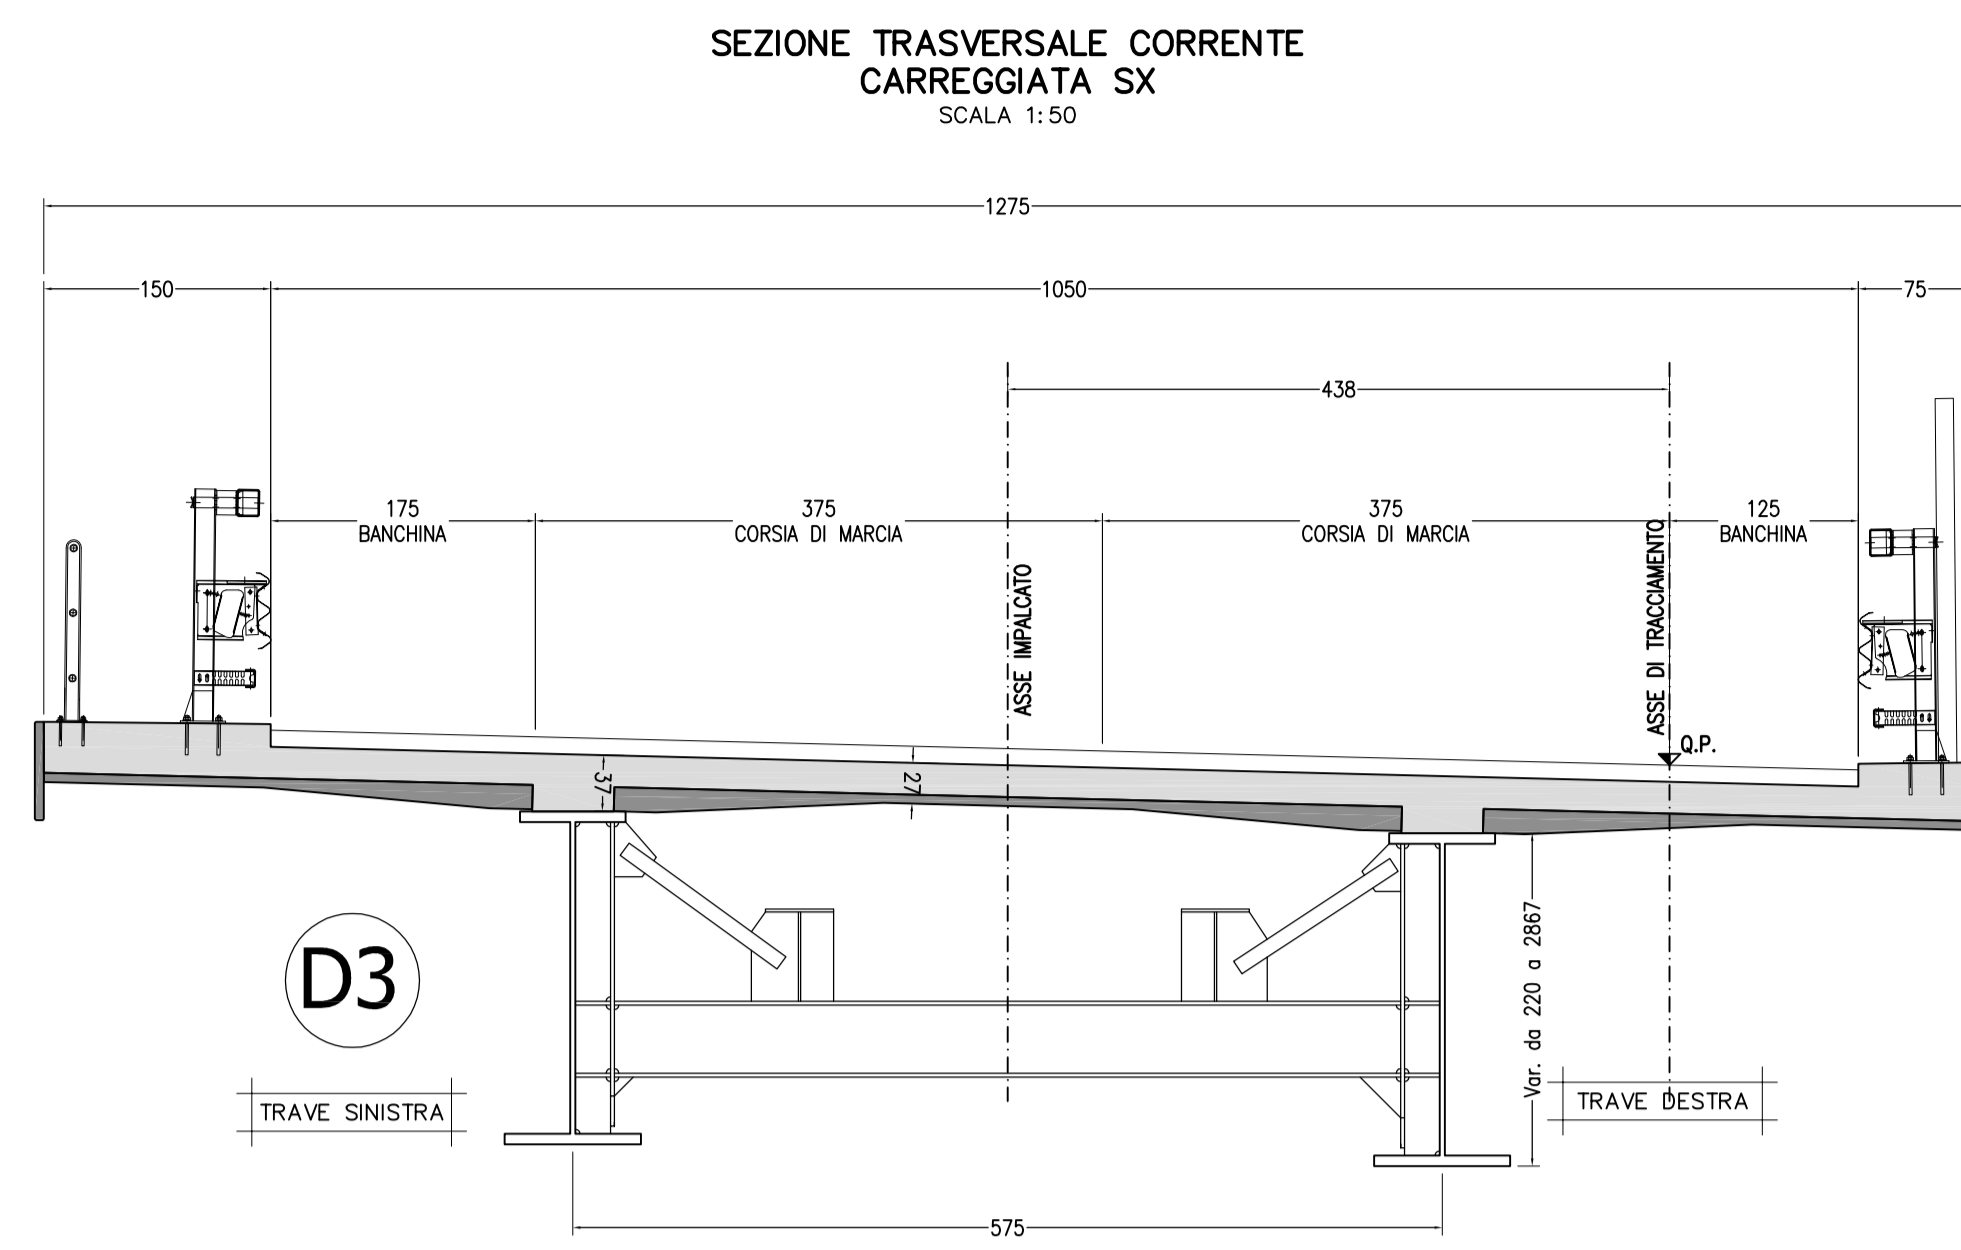 SEZIONE TRASVERSALE CORRENTE
CARREGGIATA SX
SCALA 1:50
1275
150
1050
75
438
175
BANCHINA
375
CORSIA DI MARCIA
375
CORSIA DI MARCIA
125
BANCHINA
ASSE IMPALCATO
ASSE DI TRACCIAMENTO
Q.P.
37
27
D3
Var. da 220 a 2867
TRAVE SINISTRA
TRAVE DESTRA
575